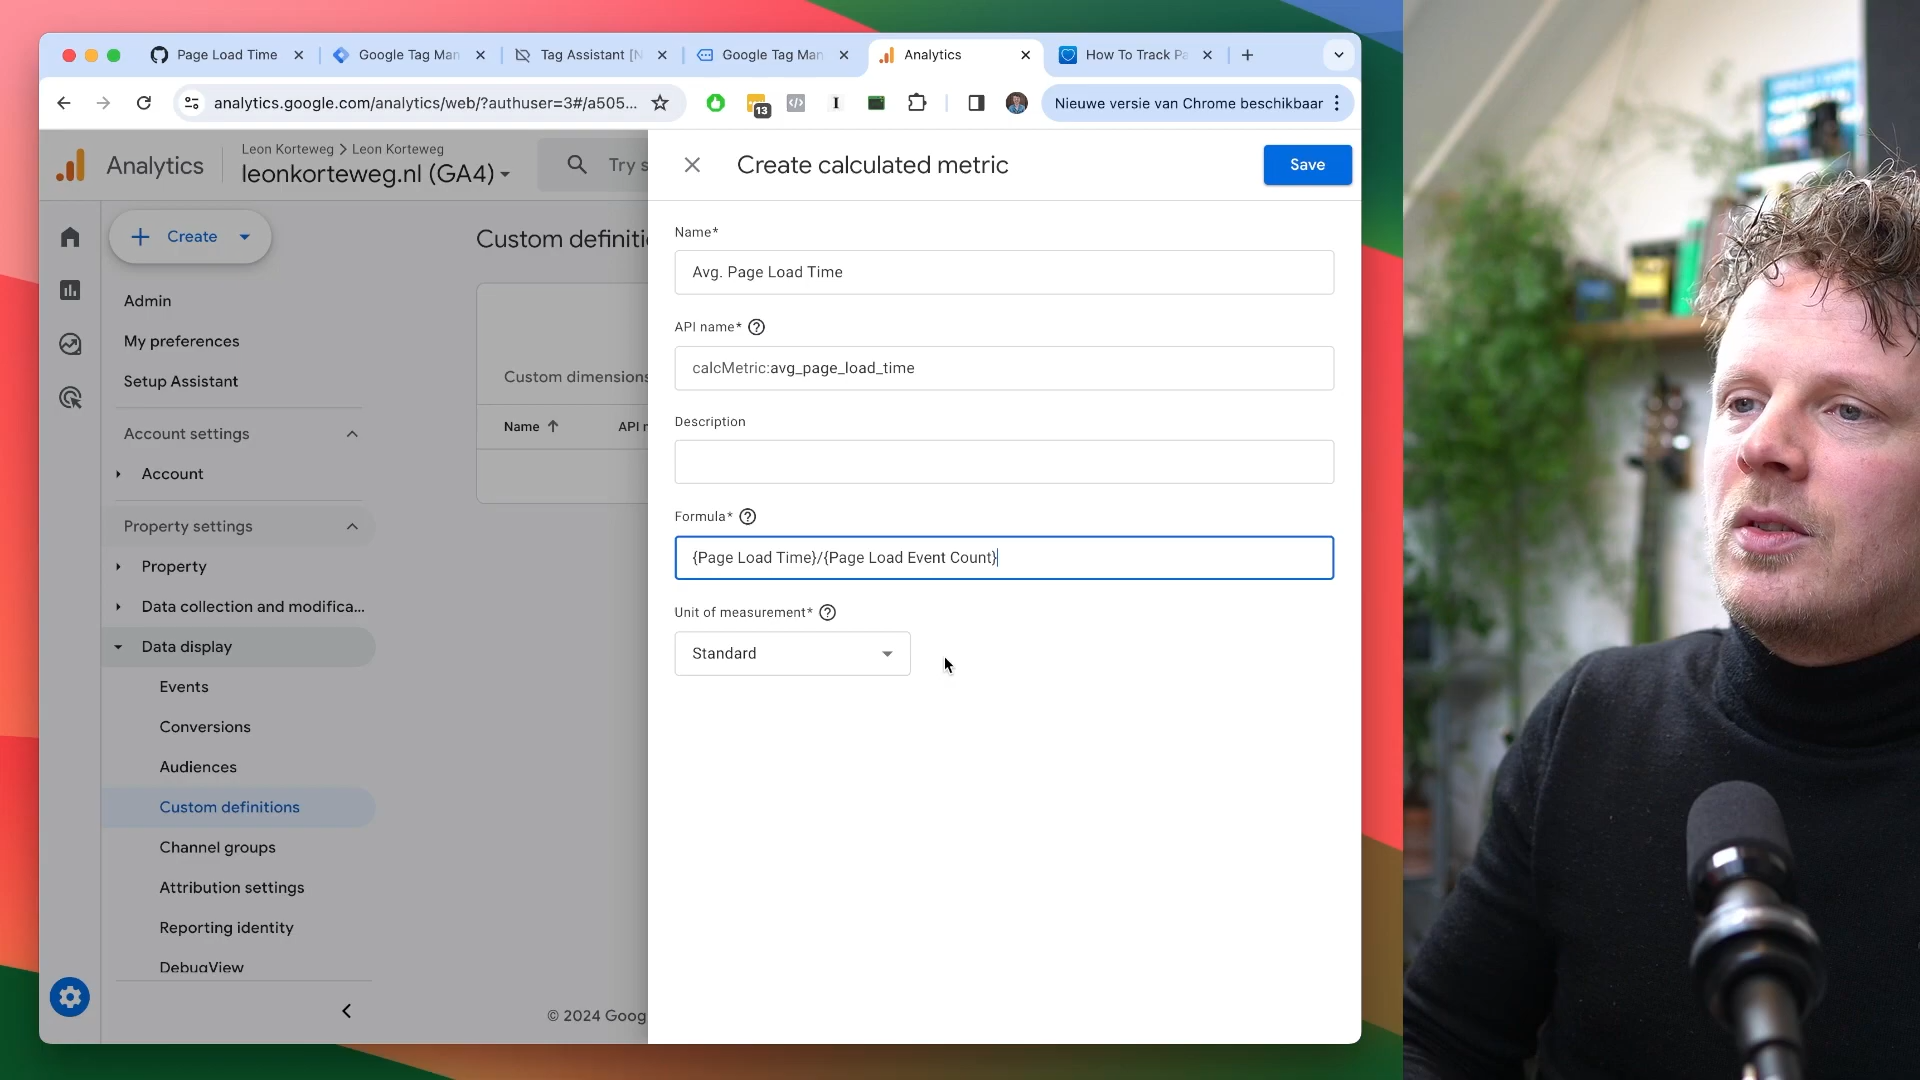 Page Load Time
Google Tag Man
Tag Assistant [N
Google Tag Man
Analytics
How To Track Pa
analytics.google.com/analytics/web/?authuser=3#/a505...
13
Nieuwe versie van Chrome beschikbaar
Analytics
Leon Korteweg > Leon Korteweg
leonkorteweg.nl (GA4)
Try s
Create calculated metric
Save
Create
Admin
My preferences
Setup Assistant
Account settings
Account
Property settings
Property
Data collection and modifica...
Data display
Events
Conversions
Audiences
Custom definitions
Channel groups
Attribution settings
Reporting identity
DebugView
Custom definiti
Custom dimensions
Name
API n
© 2024 Goog
Name*
Avg. Page Load Time
API name*
calcMetric:avg_page_load_time
Description
Formula*
{Page Load Time}/{Page Load Event Count}
Unit of measurement*
Standard